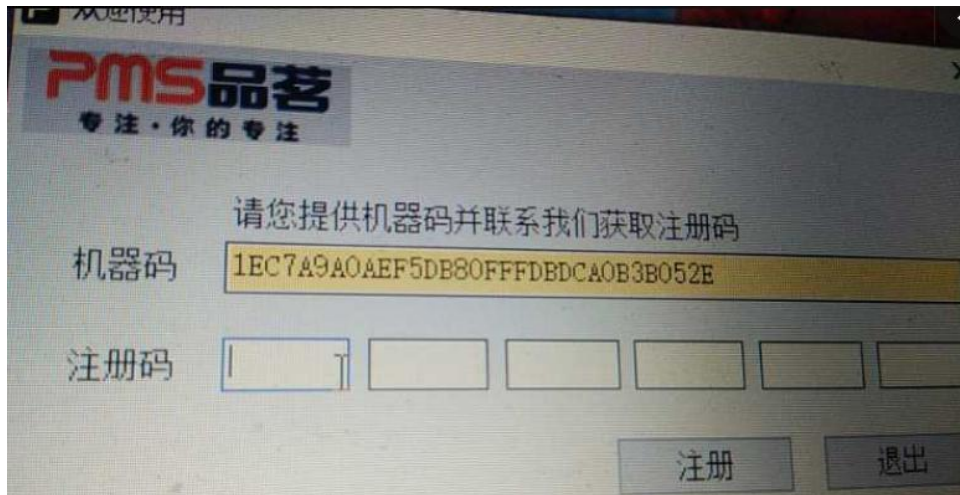 欢迎使用
PMS品茗
专注·你的专注
请您提供机器码并联系我们获取注册码
机器码 1EC7A9A0AEF5DB80FFFDBDCA0B3B052E
注册码
注册 退出